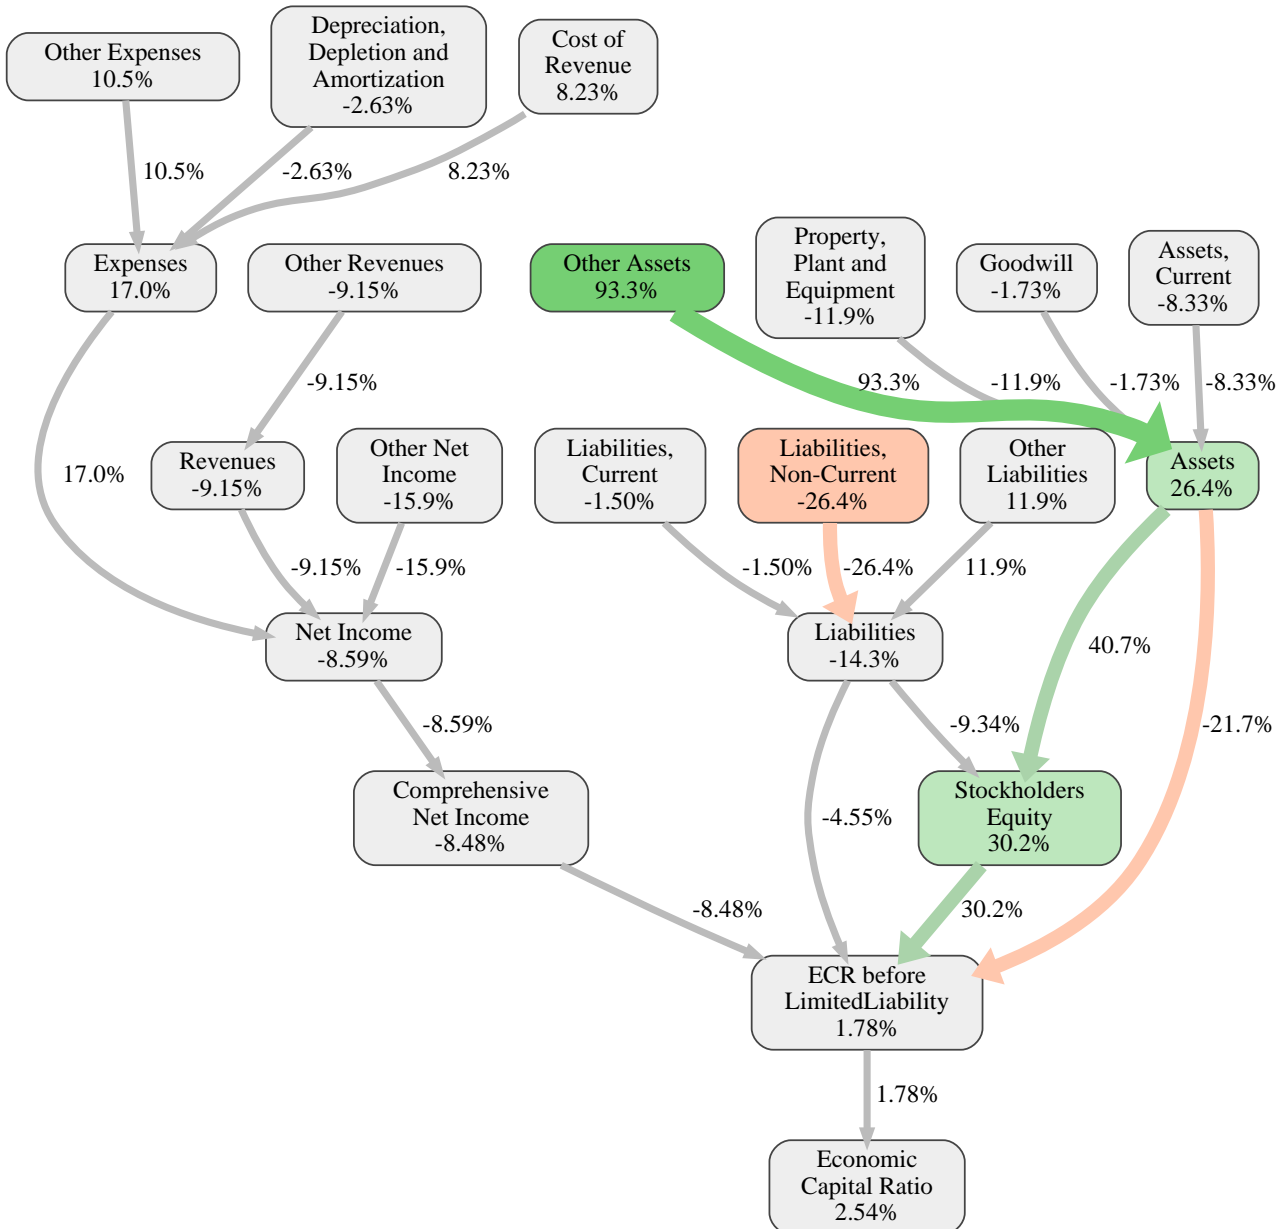 Other Expenses
10.5%
Depreciation,
Depletion and
Amortization
-2.63%
Cost of
Revenue
8.23%
10.5%
-2.63%
8.23%
Expenses
17.0%
Other Revenues
-9.15%
Other Assets
93.3%
Property,
Plant and
Equipment
-11.9%
Goodwill
-1.73%
Assets,
Current
-8.33%
-9.15%
93.3%
-11.9%
-1.73%
-8.33%
17.0%
Revenues
-9.15%
Other Net
Income
-15.9%
Liabilities,
Current
-1.50%
Liabilities,
Non-Current
-26.4%
Other
Liabilities
11.9%
Assets
26.4%
-9.15%
-15.9%
-1.50%
-26.4%
11.9%
Net Income
-8.59%
Liabilities
-14.3%
40.7%
-8.59%
-9.34%
-21.7%
Comprehensive
Net Income
-8.48%
-4.55%
Stockholders
Equity
30.2%
-8.48%
30.2%
ECR before
LimitedLiability
1.78%
1.78%
Economic
Capital Ratio
2.54%